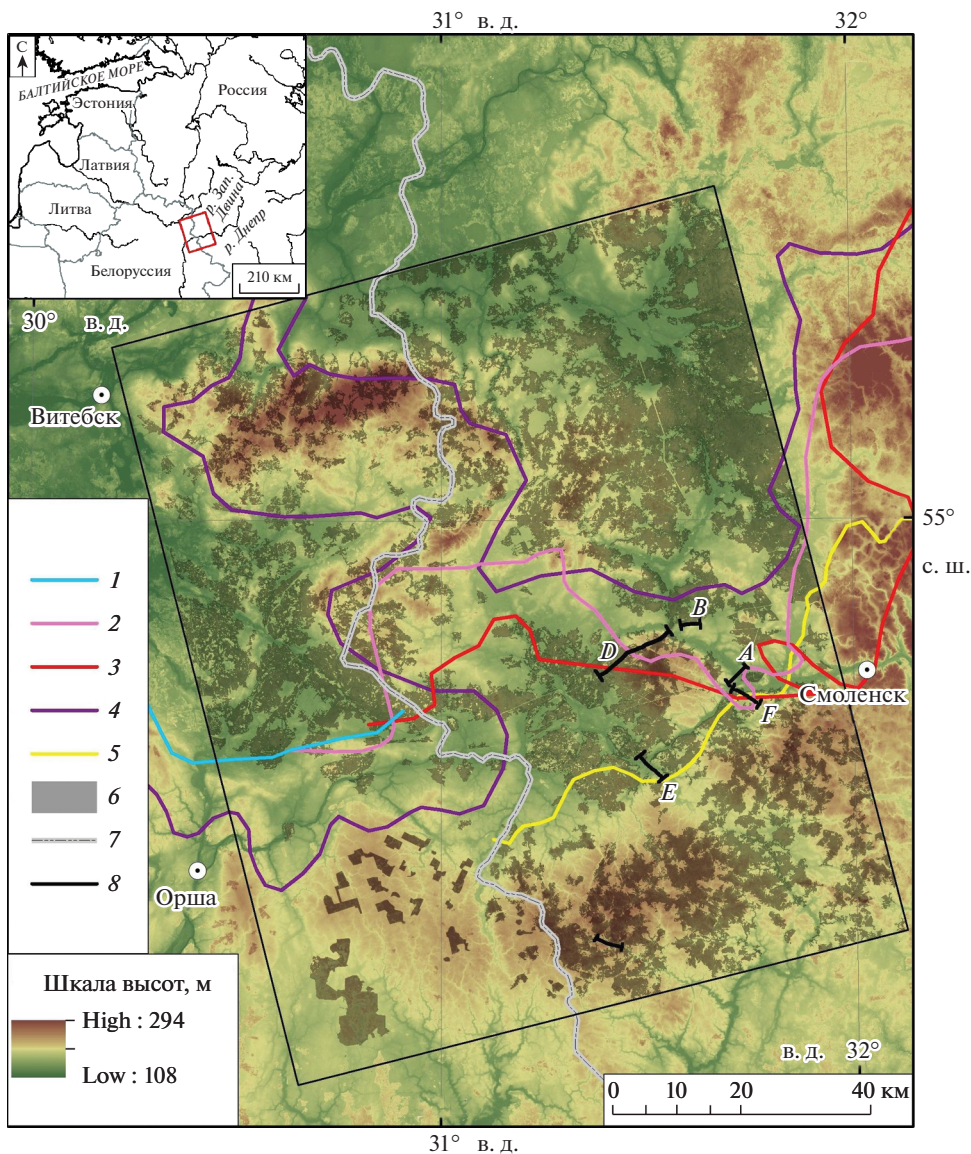 31° в. д.
32°
С
БАЛТИЙСКОЕ МОРЕ
Эстония
Россия
Латвия
Литва
р. Зап.
Двина
р. Днепр
Белоруссия
210 км
30° в. д.
Витебск
55°
с. ш.
1
2
3
4
5
6
7
8
B
D
A
Смоленск
F
E
Орша
Шкала высот, м
High : 294
Low : 108
в. д. 32°
0 10 20 40 км
31° в. д.